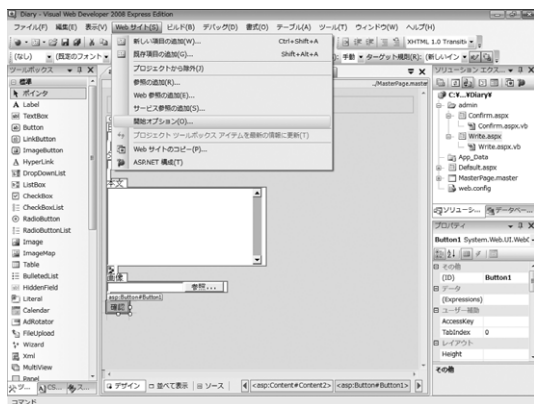 Diary - Visual Web Developer 2008 Express Edition
ファイル(F) 編集(E) 表示(V) Web サイト(S) ビルド(B) デバッグ(D) 書式(O) テーブル(A) ツール(T) ウィンドウ(W) ヘルプ(H)
XHTML 1.0 Transiti
(なし) (既定のフォント 手動 ターゲット規則: (新しいイン
新しい項目の追加(W)... Ctrl+Shift+A
既存項目の追加(G)... Shift+Alt+A
プロジェクトから除外(J)
参照の追加(R)...
Web 参照の追加(E)...
サービス参照の追加(S)...
開始オプション(O)...
プロジェクト ツールボックス アイテムを最新の情報に更新(T)
Web サイトのコピー(P)...
ASP.NET 構成(T)
ツールボックス
標準
ポインタ
Label
TextBox
Button
LinkButton
ImageButton
HyperLink
DropDownList
ListBox
CheckBox
CheckBoxList
RadioButton
RadioButtonList
Image
ImageMap
Table
BulletedList
HiddenField
Literal
Calendar
AdRotator
FileUpload
Wizard
Xml
MultiView
Panel
ツ... CS... ス...
../MasterPage.master
本文
画像
参照...
asp:Button#Button1
確認
デザイン 並べて表示 ソース <asp:Content#Content2> <asp:Button#Button1>
ソリューション エクス...
C:¥...¥Diary¥
admin
Confirm.aspx
Confirm.aspx.vb
Write.aspx
Write.aspx.vb
App_Data
Default.aspx
MasterPage.master
web.config
ソリューシ... データベー...
プロパティ
Button1 System.Web.UI.WebC
その他
(ID) Button1
データ
(Expressions)
ユーザー補助
AccessKey
TabIndex 0
レイアウト
Height
その他
コマンド